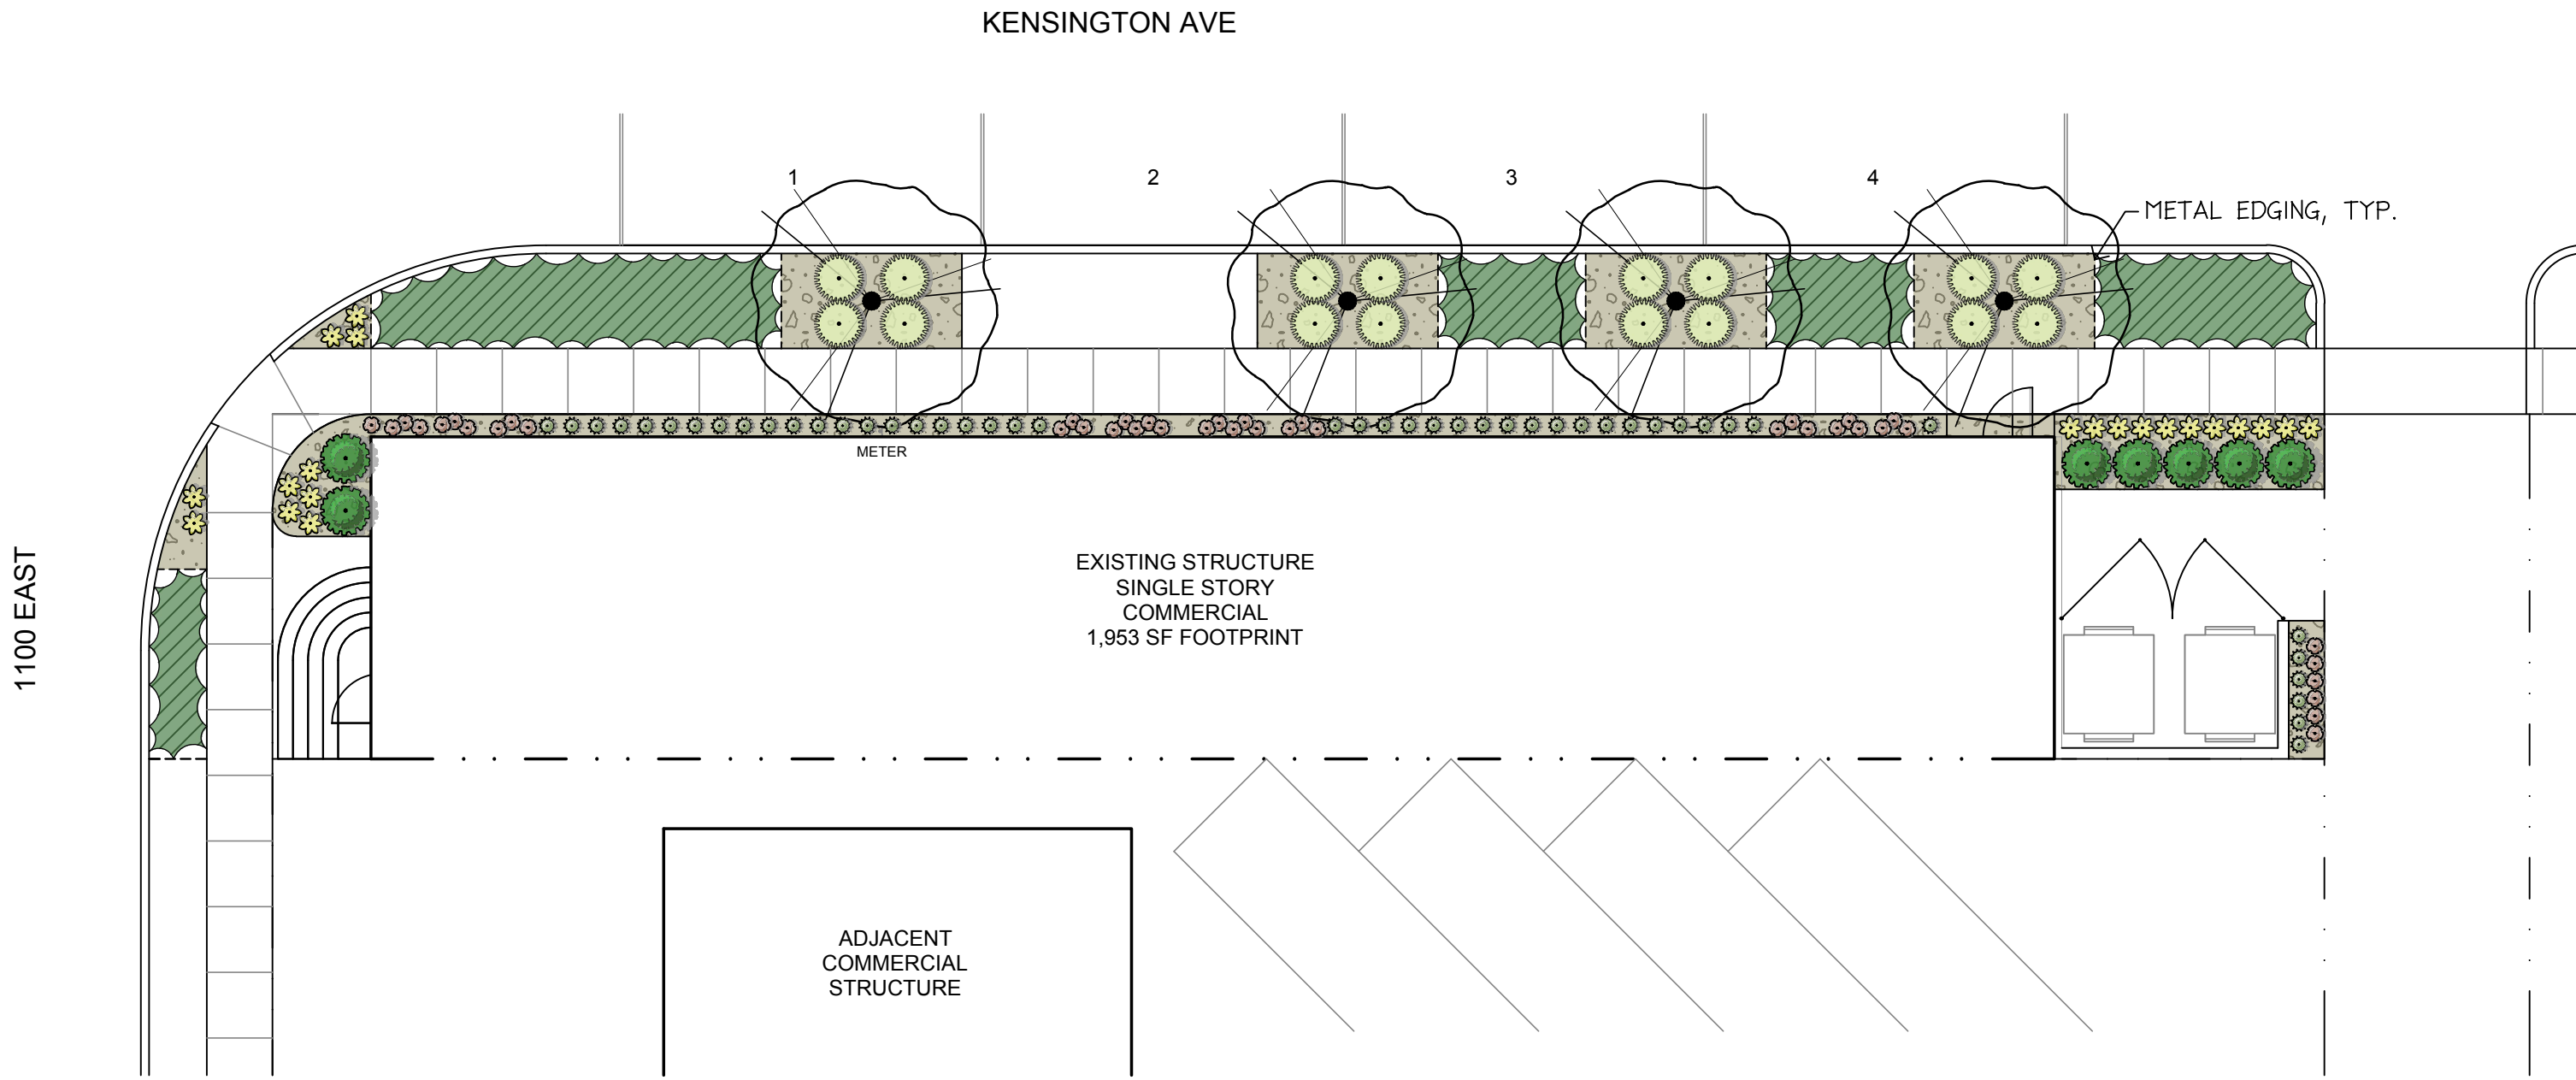 KENSINGTON AVE
1 2 3 4
METAL EDGING, TYP.
METER
1100 EAST
EXISTING STRUCTURE
SINGLE STORY
COMMERCIAL
1,953 SF FOOTPRINT
ADJACENT
COMMERCIAL
STRUCTURE